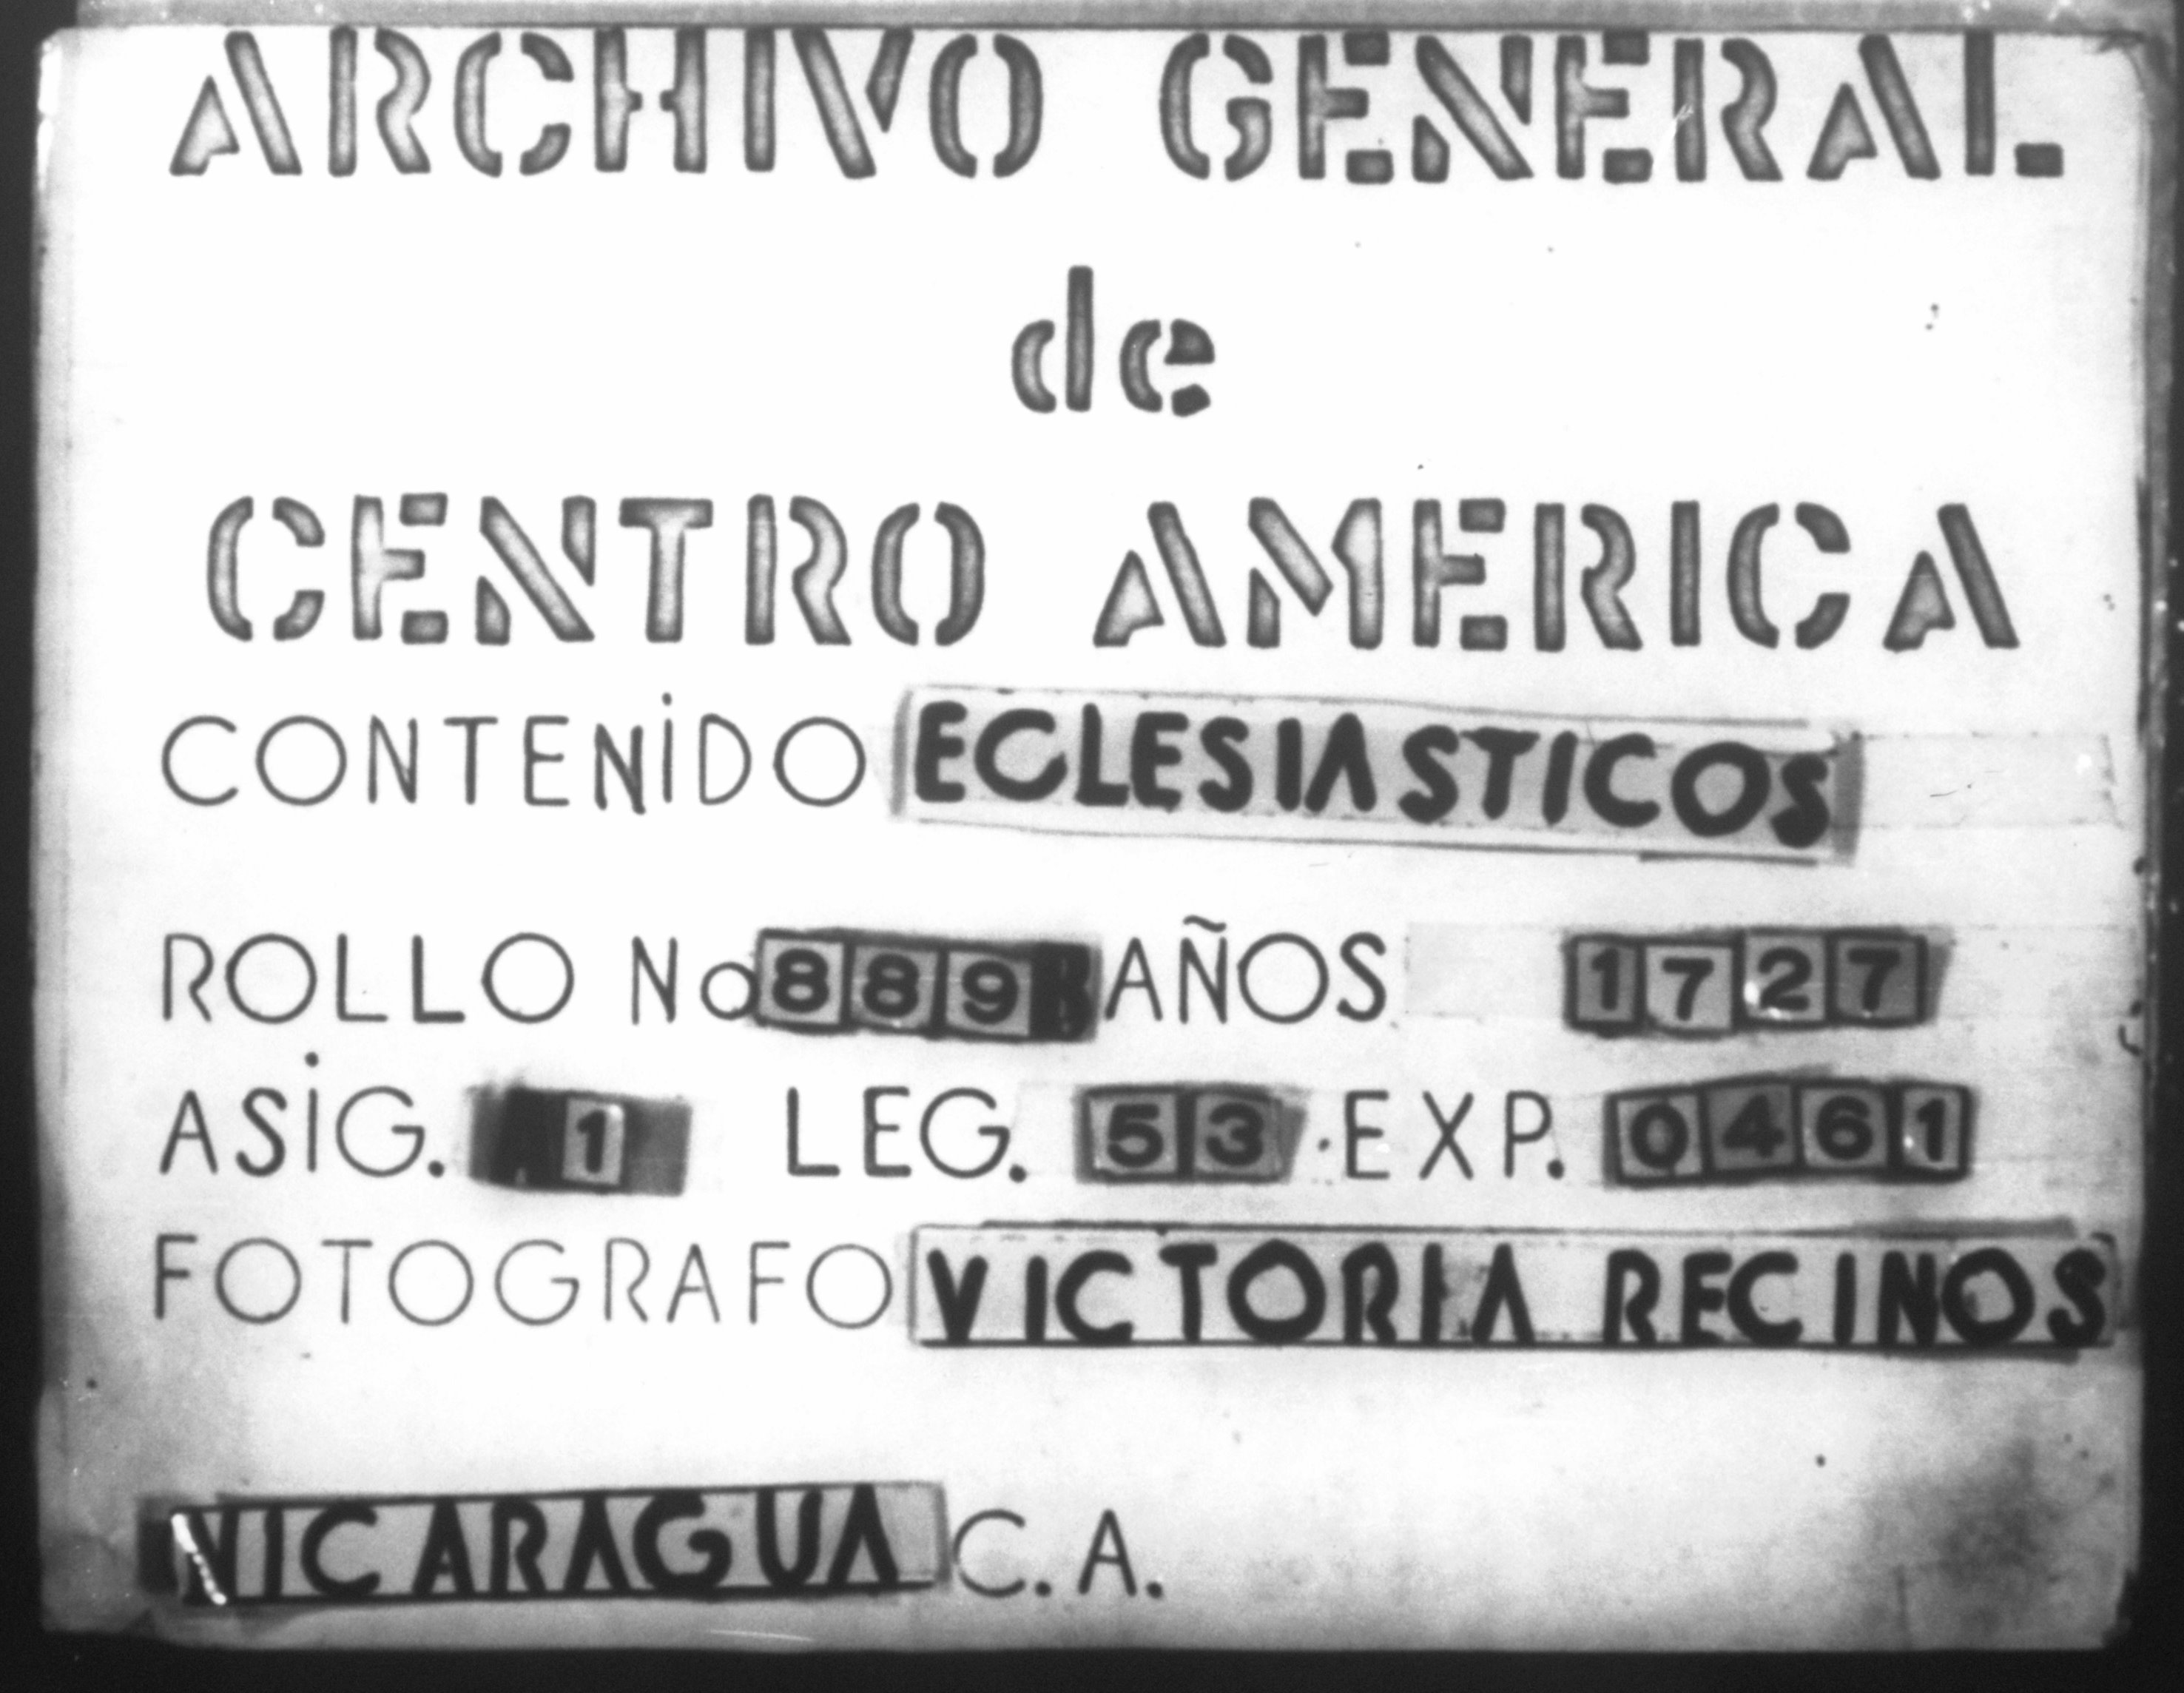 ARCHIVO GENERAL
de
CENTRO AMERICA
CONTENIDO ECLESIASTICOS
ROLLO No 889 AÑOS 1727
ASIG. 1 LEG. 53 EXP. 0461
FOTOGRAFO VICTORIA RECINOS
NICARAGUA C.A.